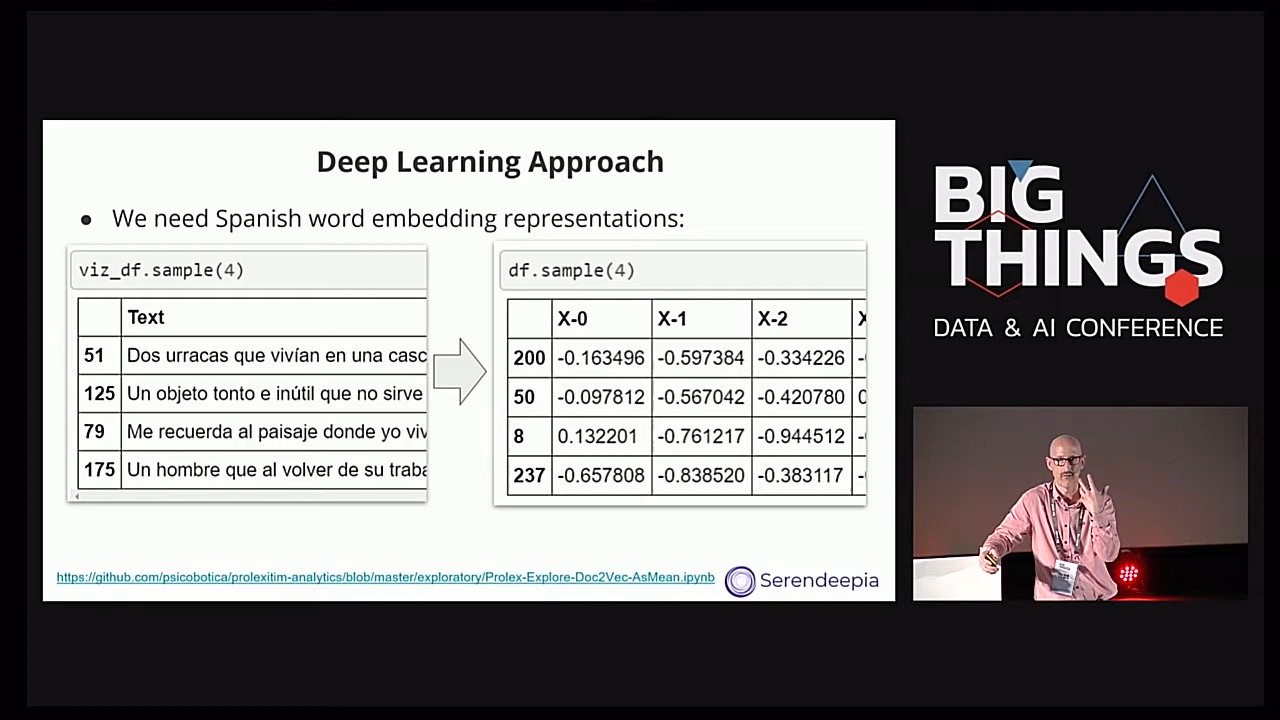 Deep Learning Approach
● We need Spanish word embedding representations:
viz_df.sample(4)
Text
51 Dos urracas que vivían en una casc
125 Un objeto tonto e inútil que no sirve
79 Me recuerda al paisaje donde yo viv
175 Un hombre que al volver de su traba
df.sample(4)
X-0 X-1 X-2
200 -0.163496 -0.597384 -0.334226
50 -0.097812 -0.567042 -0.420780
8 0.132201 -0.761217 -0.944512
237 -0.657808 -0.838520 -0.383117
https://github.com/psicobotica/prolexitim-analytics/blob/master/exploratory/Prolex-Explore-Doc2Vec-AsMean.ipynb
Serendeepia
BIG
THINGS
DATA & AI CONFERENCE